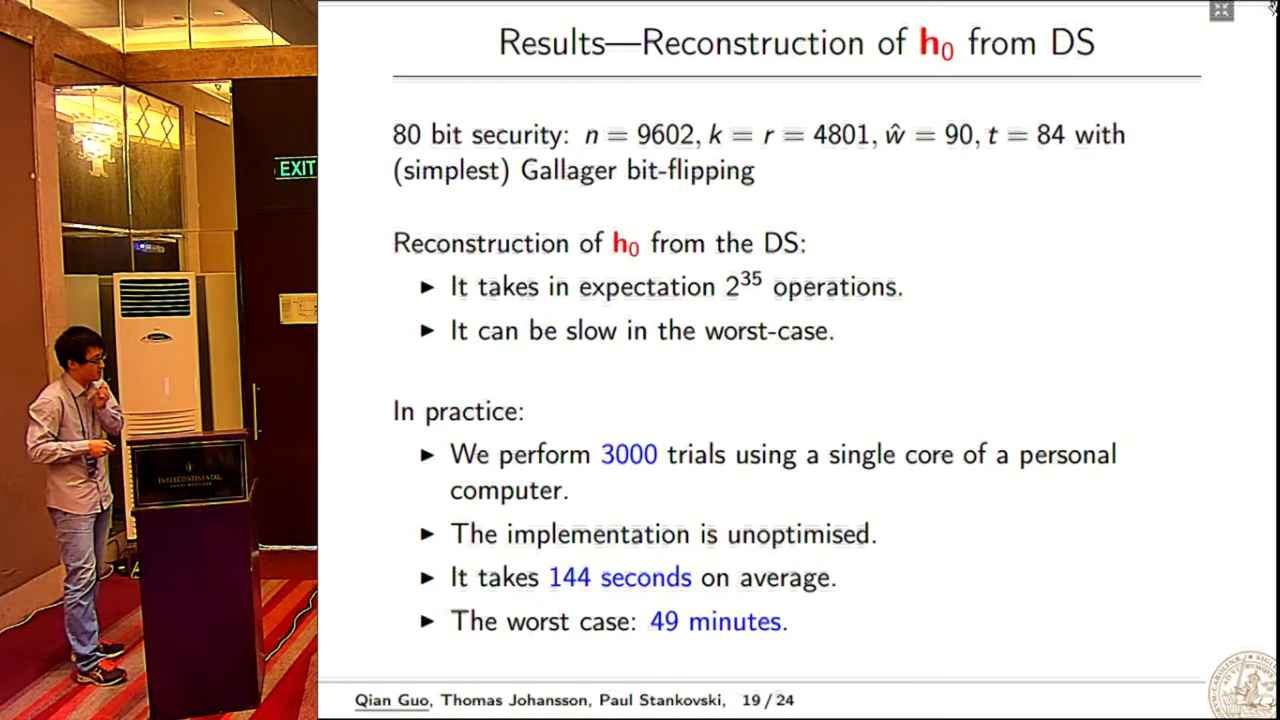 Results—Reconstruction of h₀ from DS
80 bit security: n = 9602, k = r = 4801, ŵ = 90, t = 84 with
(simplest) Gallager bit-flipping
EXIT
Reconstruction of h₀ from the DS:
► It takes in expectation 2³⁵ operations.
► It can be slow in the worst-case.
In practice:
► We perform 3000 trials using a single core of a personal
computer.
► The implementation is unoptimised.
► It takes 144 seconds on average.
► The worst case: 49 minutes.
INTERCONTINENTAL
Qian Guo, Thomas Johansson, Paul Stankovski, 19 / 24